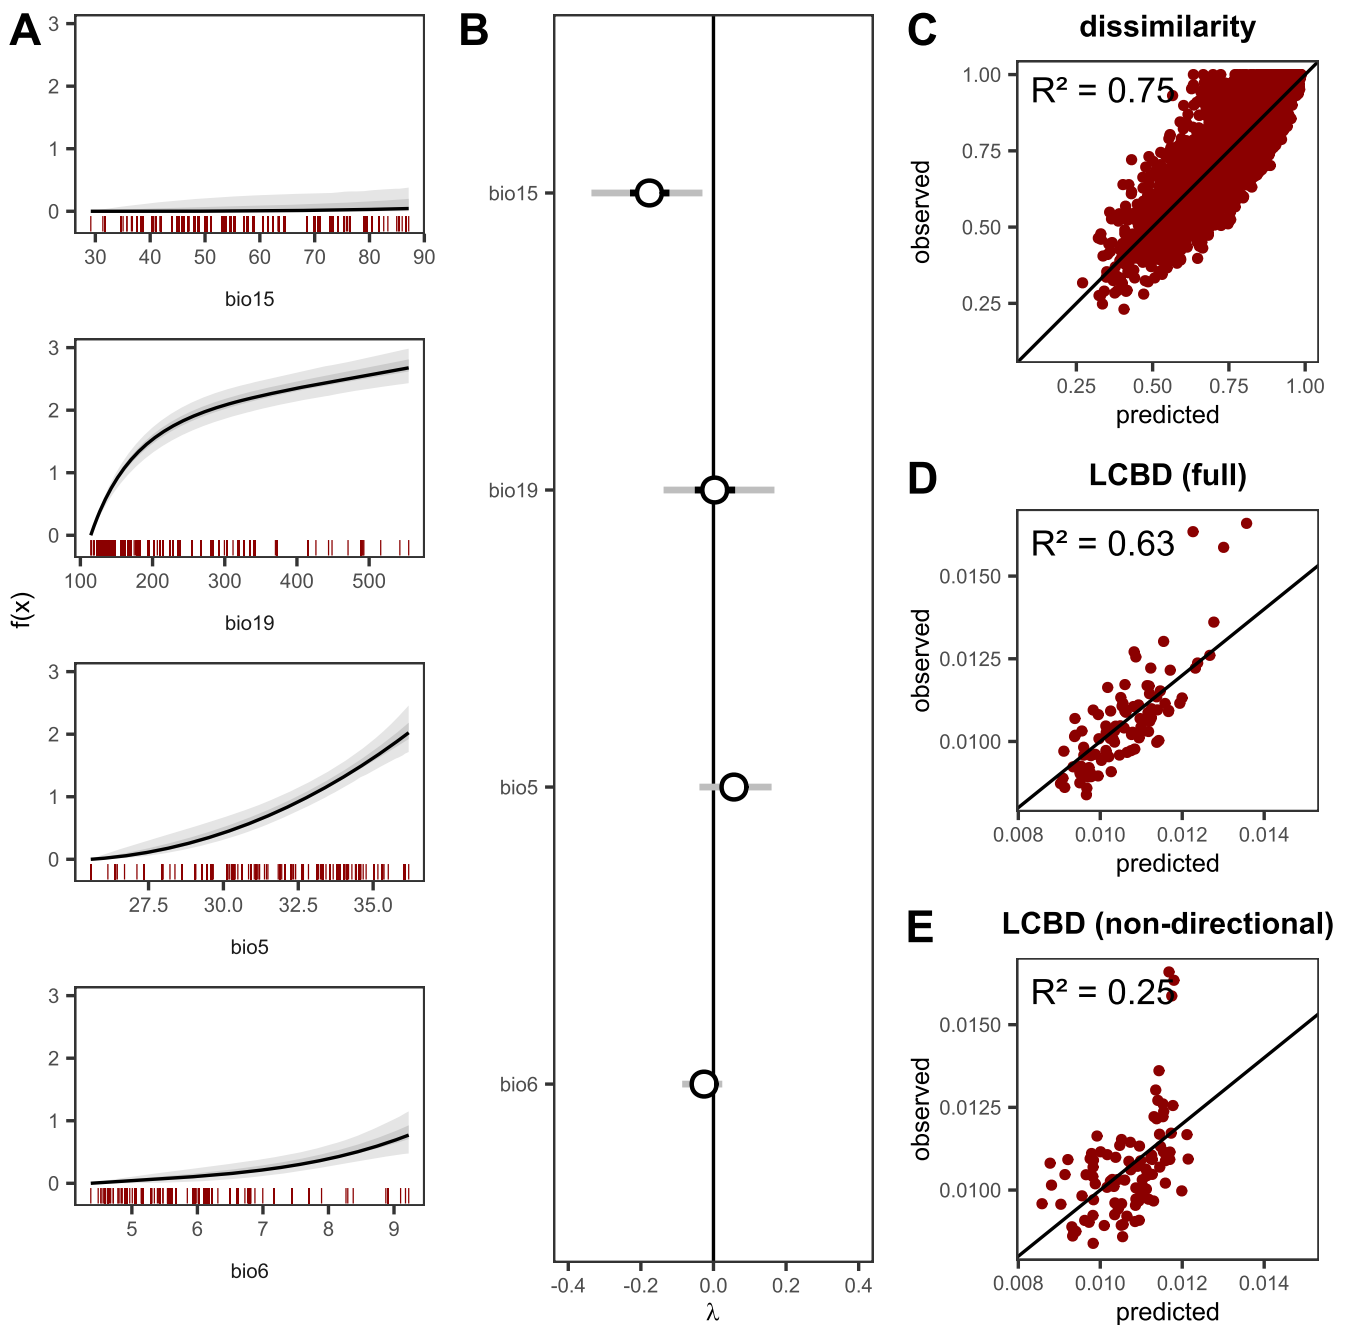 A
3
2
1
0
30 40 50 60 70 80 90
bio15
3
2
1
0
100 200 300 400 500
bio19
f(x)
3
2
1
0
27.5 30.0 32.5 35.0
bio5
3
2
1
0
5 6 7 8 9
bio6
B
bio15
bio19
bio5
bio6
-0.4 -0.2 0.0 0.2 0.4
λ
C
dissimilarity
R² = 0.75
observed
1.00
0.75
0.50
0.25
0.25 0.50 0.75 1.00
predicted
D
LCBD (full)
R² = 0.63
observed
0.0150
0.0125
0.0100
0.008 0.010 0.012 0.014
predicted
E
LCBD (non-directional)
R² = 0.25
observed
0.0150
0.0125
0.0100
0.008 0.010 0.012 0.014
predicted